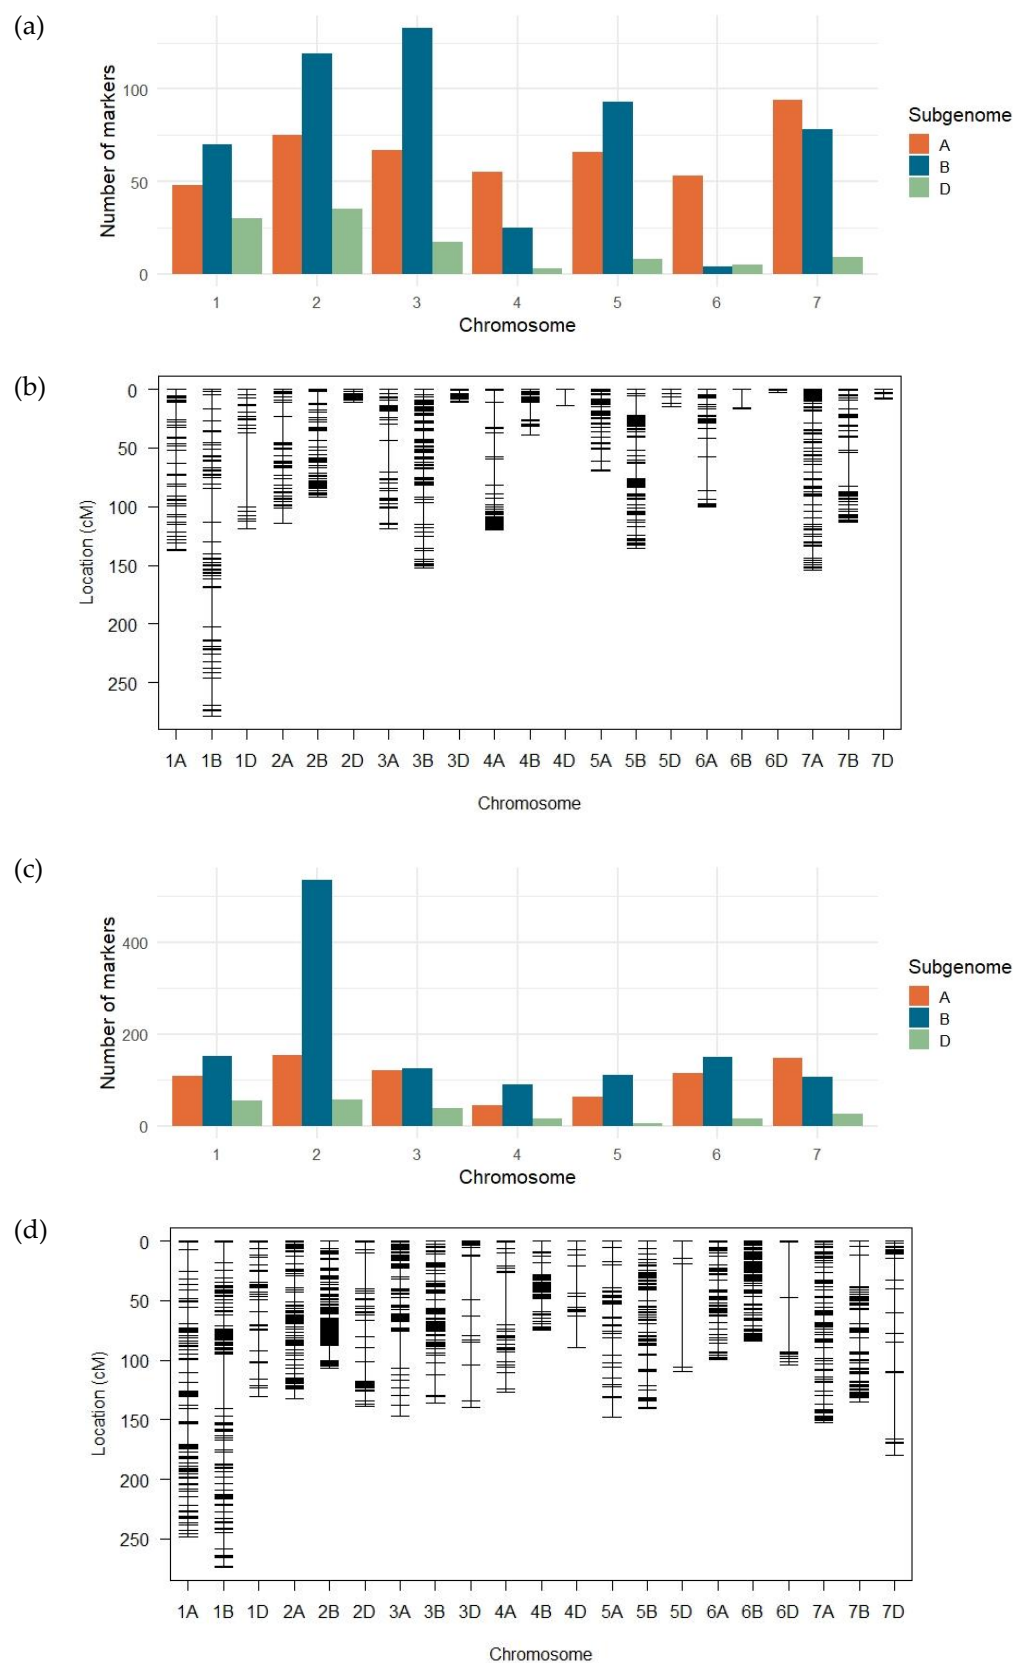 (a)
Number of markers
100
50
0
1 2 3 4 5 6 7
Chromosome
Subgenome
A
B
D
(b)
Location (cM)
0
50
100
150
200
250
1A 1B 1D 2A 2B 2D 3A 3B 3D 4A 4B 4D 5A 5B 5D 6A 6B 6D 7A 7B 7D
Chromosome
(c)
Number of markers
400
200
0
1 2 3 4 5 6 7
Chromosome
Subgenome
A
B
D
(d)
Location (cM)
0
50
100
150
200
250
1A 1B 1D 2A 2B 2D 3A 3B 3D 4A 4B 4D 5A 5B 5D 6A 6B 6D 7A 7B 7D
Chromosome